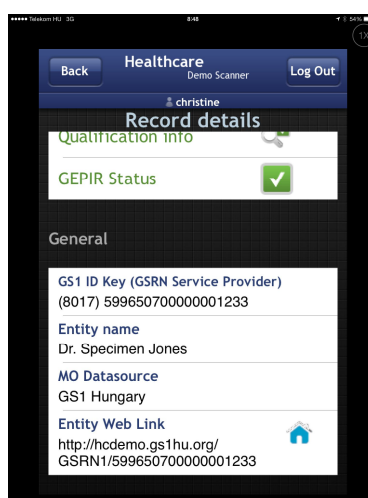 Telekom HU 3G 8:48 54%
1X
Back Healthcare Log Out
Demo Scanner
christine
Record details
Qualification info
GEPIR Status
General
GS1 ID Key (GSRN Service Provider)
(8017) 599650700000001233
Entity name
Dr. Specimen Jones
MO Datasource
GS1 Hungary
Entity Web Link
http://hcdemo.gs1hu.org/
GSRN1/599650700000001233